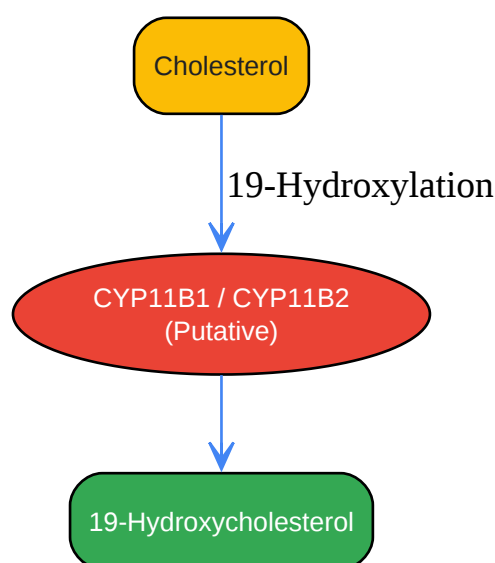 Cholesterol
19-Hydroxylation
CYP11B1 / CYP11B2
(Putative)
19-Hydroxycholesterol